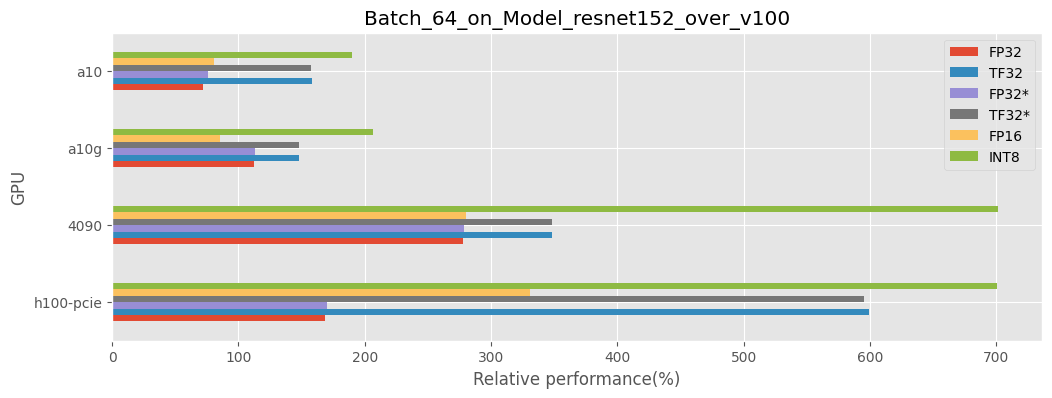 Batch_64_on_Model_resnet152_over_v100
FP32
TF32
FP32*
TF32*
FP16
INT8
a10
a10g
4090
h100-pcie
GPU
0 100 200 300 400 500 600 700
Relative performance(%)